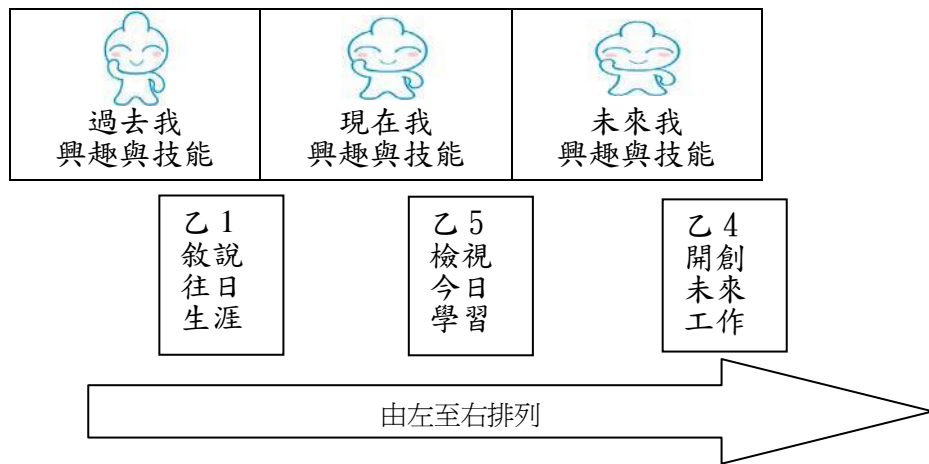 過去我
興趣與技能
現在我
興趣與技能
未來我
興趣與技能
乙1
敘說
往日
生涯
乙5
檢視
今日
學習
乙4
開創
未來
工作
由左至右排列